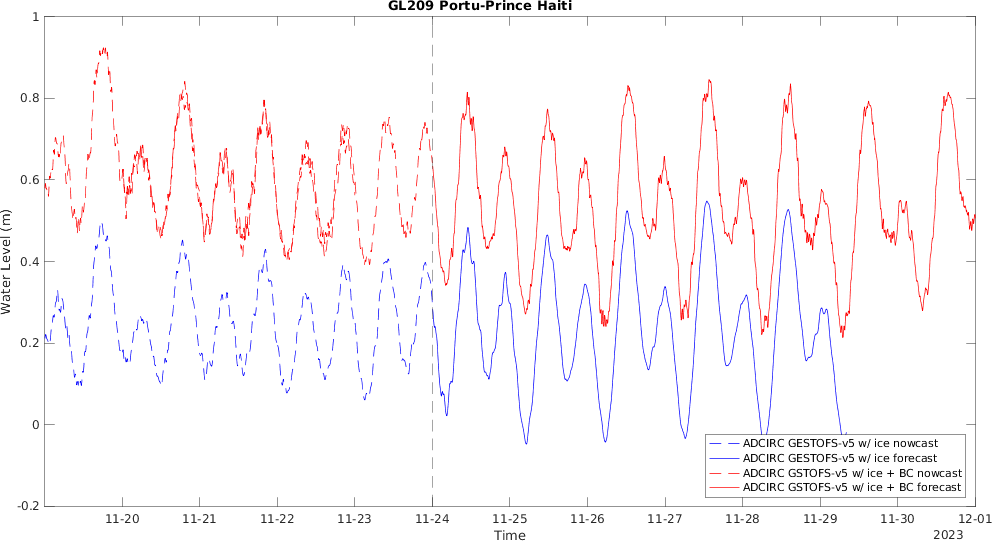 GL209 Portu-Prince Haiti
1
0.8
0.6
0.4
0.2
0
-0.2
Water Level (m)
ADCIRC GESTOFS-v5 w/ ice nowcast
ADCIRC GESTOFS-v5 w/ ice forecast
ADCIRC GSTOFS-v5 w/ ice + BC nowcast
ADCIRC GSTOFS-v5 w/ ice + BC forecast
11-20 11-21 11-22 11-23 11-24 11-25 11-26 11-27 11-28 11-29 11-30 12-01
Time
2023